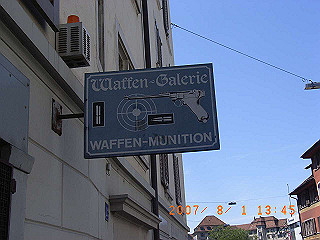 Waffen-Galerie
WAFFEN-MUNITION
2007/ 8/ 1 13:45